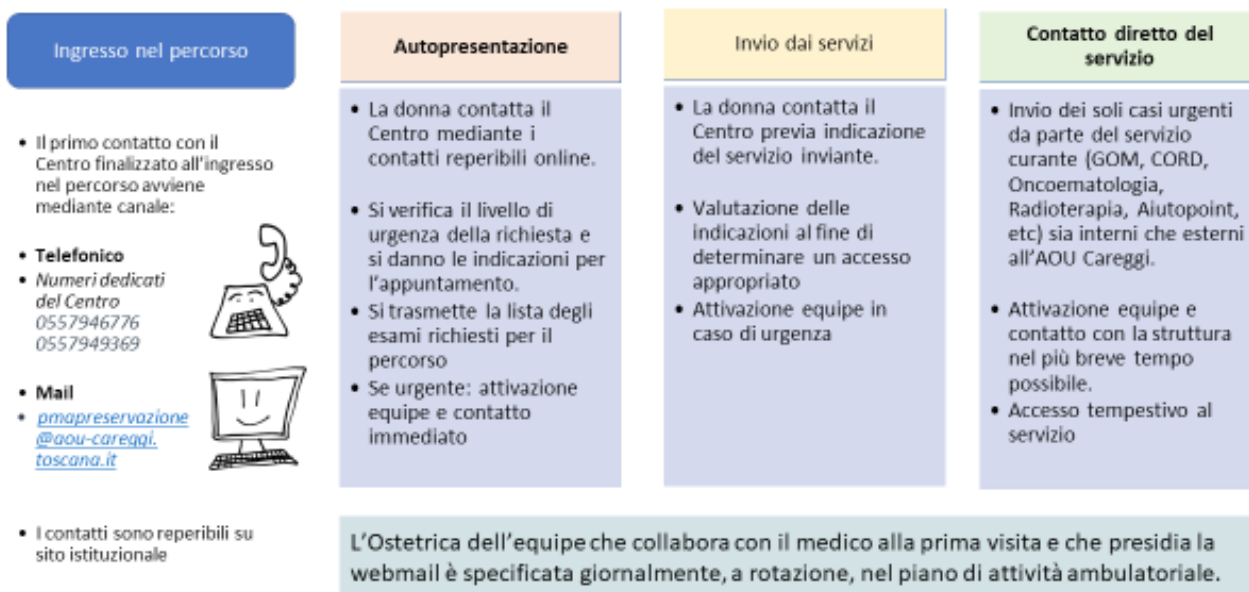 Ingresso nel percorso
• Il primo contatto con il
Centro finalizzato all'ingresso
nel percorso avviene
mediante canale:
• Telefonico
• Numeri dedicati
del Centro
0557946776
0557949369
• Mail
• pmapreservazione
@aou-careggi.
toscana.it
• I contatti sono reperibili su
sito istituzionale
Autopresentazione
• La donna contatta il
Centro mediante i
contatti reperibili online.
• Si verifica il livello di
urgenza della richiesta e
si danno le indicazioni per
l'appuntamento.
• Si trasmette la lista degli
esami richiesti per il
percorso
• Se urgente: attivazione
equipe e contatto
immediato
Invio dai servizi
• La donna contatta il
Centro previa indicazione
del servizio inviante.
• Valutazione delle
indicazioni al fine di
determinare un accesso
appropriato
• Attivazione equipe in
caso di urgenza
Contatto diretto del
servizio
• Invio dei soli casi urgenti
da parte del servizio
curante (GOM, CORD,
Oncoematologia,
Radioterapia, Aiutopoint,
etc) sia interni che esterni
all'AOU Careggi.
• Attivazione equipe e
contatto con la struttura
nel più breve tempo
possibile.
• Accesso tempestivo al
servizio
L'Ostetrica dell'equipe che collabora con il medico alla prima visita e che presidia la
webmail è specificata giornalmente, a rotazione, nel piano di attività ambulatoriale.